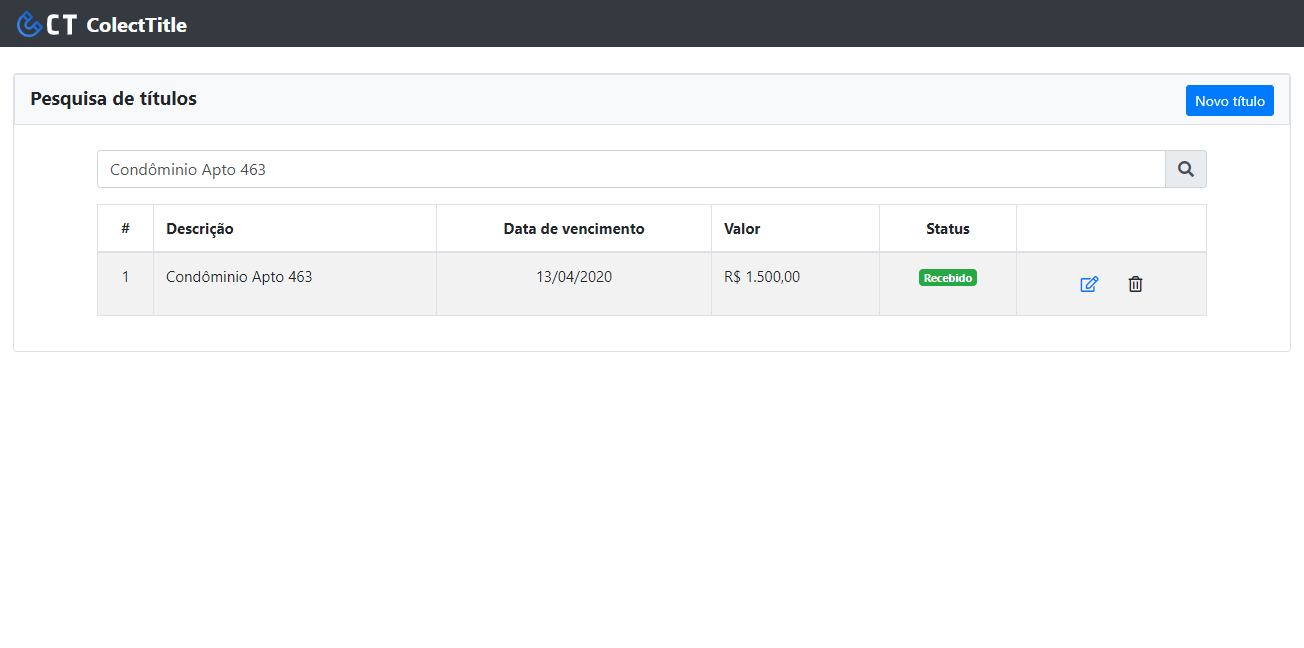 CT ColectTitle
Pesquisa de títulos
Novo título
Condôminio Apto 463
# Descrição Data de vencimento Valor Status
1 Condôminio Apto 463 13/04/2020 R$ 1.500,00 Recebido